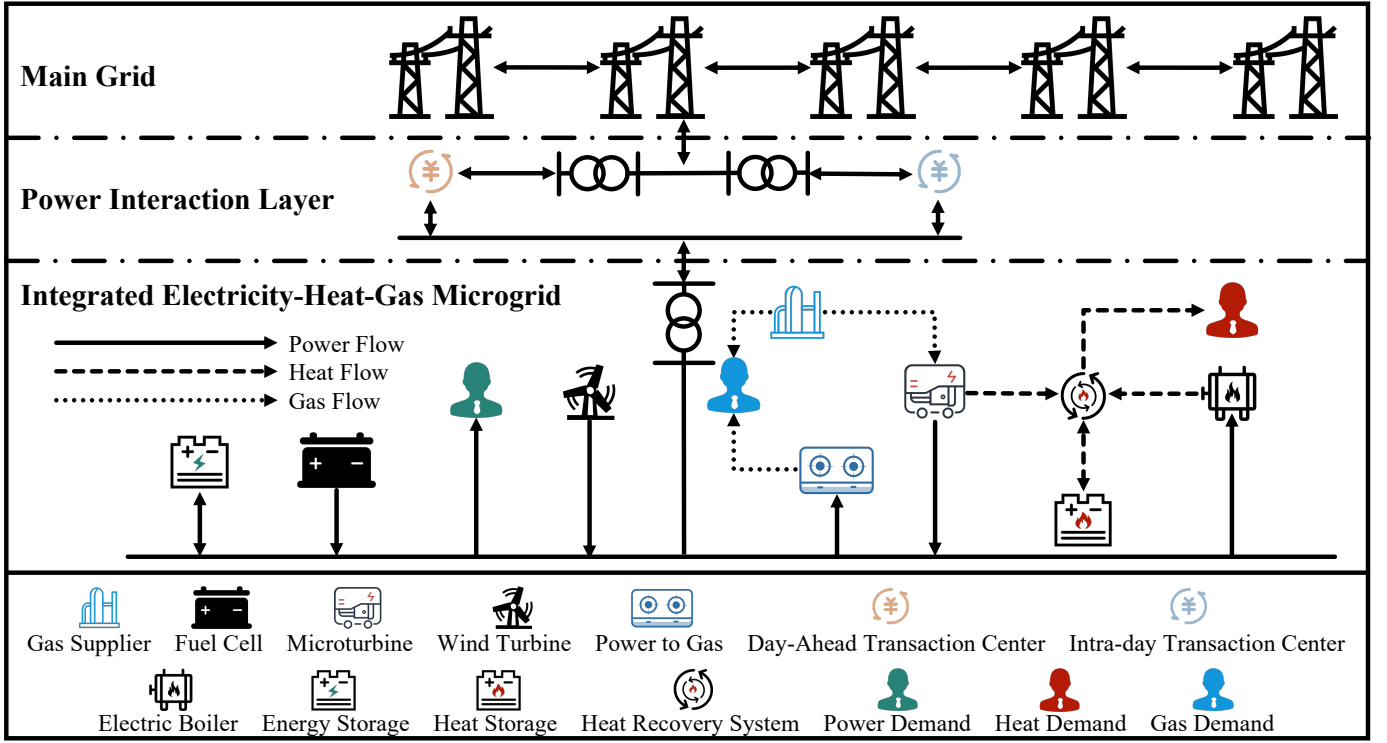 Main Grid
¥
¥
Power Interaction Layer
Integrated Electricity-Heat-Gas Microgrid
Power Flow
Heat Flow
Gas Flow
¥
¥
Gas Supplier
Fuel Cell
Microturbine
Wind Turbine
Power to Gas
Day-Ahead Transaction Center
Intra-day Transaction Center
Electric Boiler
Energy Storage
Heat Storage
Heat Recovery System
Power Demand
Heat Demand
Gas Demand